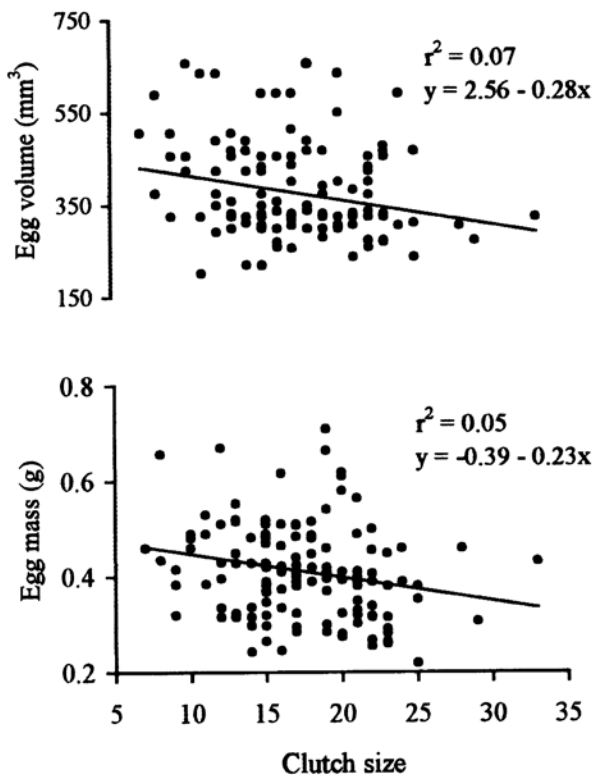 750
550
350
150
Egg volume (mm³)
r² = 0.07
y = 2.56 - 0.28x
0.8
0.6
0.4
0.2
Egg mass (g)
r² = 0.05
y = -0.39 - 0.23x
5 10 15 20 25 30 35
Clutch size